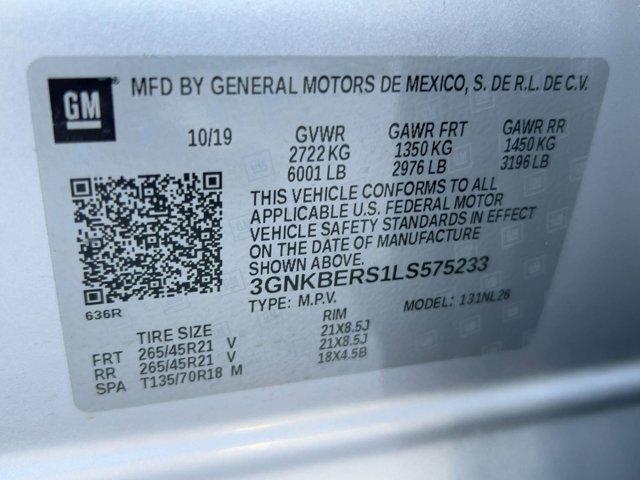 GM
MFD BY GENERAL MOTORS DE MEXICO, S. DE R.L. DE C.V.
10/19 GVWR GAWR FRT GAWR RR
2722 KG 1350 KG 1450 KG
6001 LB 2976 LB 3196 LB
THIS VEHICLE CONFORMS TO ALL
APPLICABLE U.S. FEDERAL MOTOR
VEHICLE SAFETY STANDARDS IN EFFECT
ON THE DATE OF MANUFACTURE
SHOWN ABOVE.
3GNKBERS1LS575233
TYPE: M.P.V. MODEL: 131NL26
636R
TIRE SIZE RIM
FRT 265/45R21 V 21X8.5J
RR 265/45R21 V 21X8.5J
SPA T135/70R18 M 18X4.5B